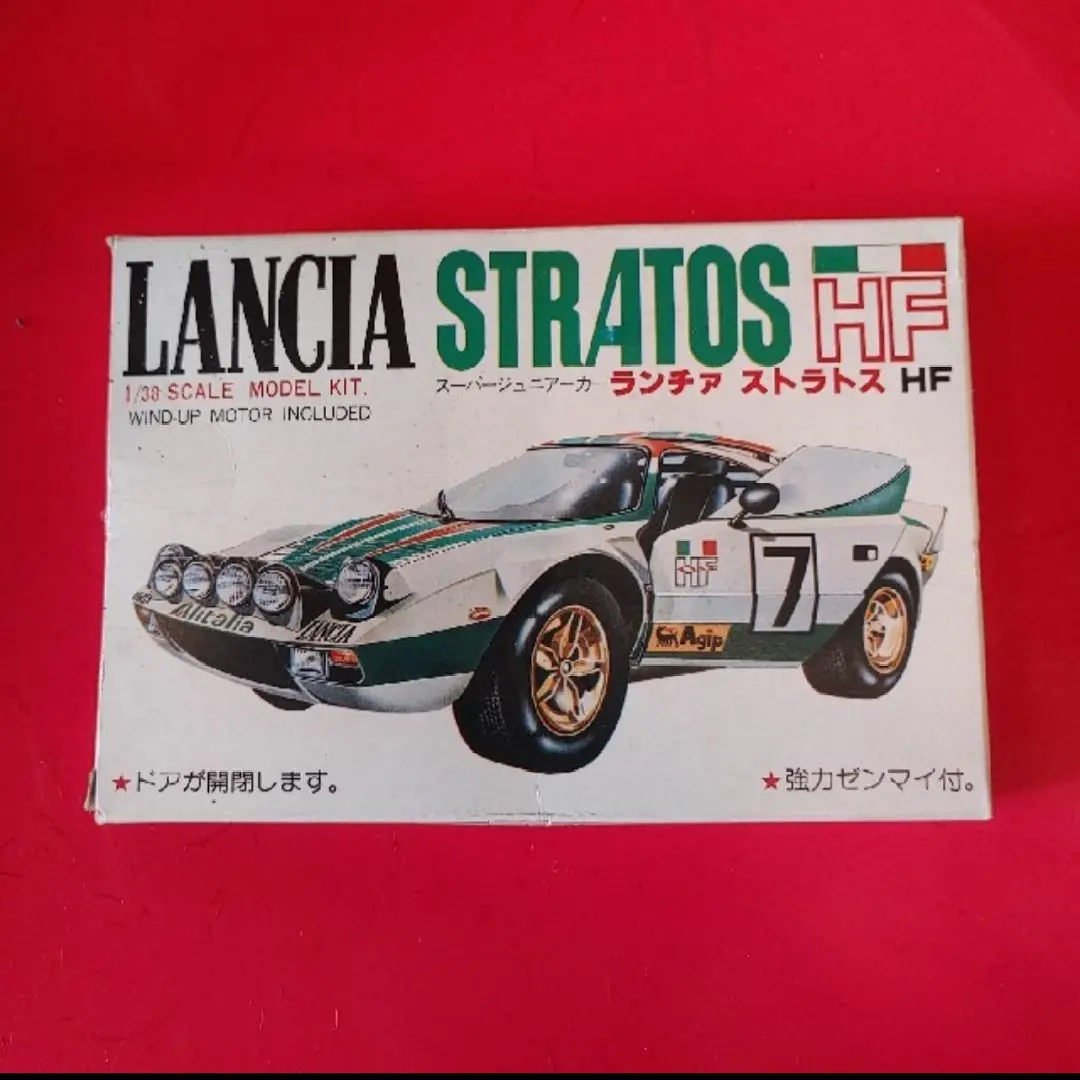 LANCIA STRATOS HF
1/38 SCALE MODEL KIT.
スーパージュニアーカー ランチァ ストラトス HF
WIND-UP MOTOR INCLUDED
HF
7
Agip
Alitalia
LANCIA
★ドアが開閉します。
★強力ゼンマイ付。